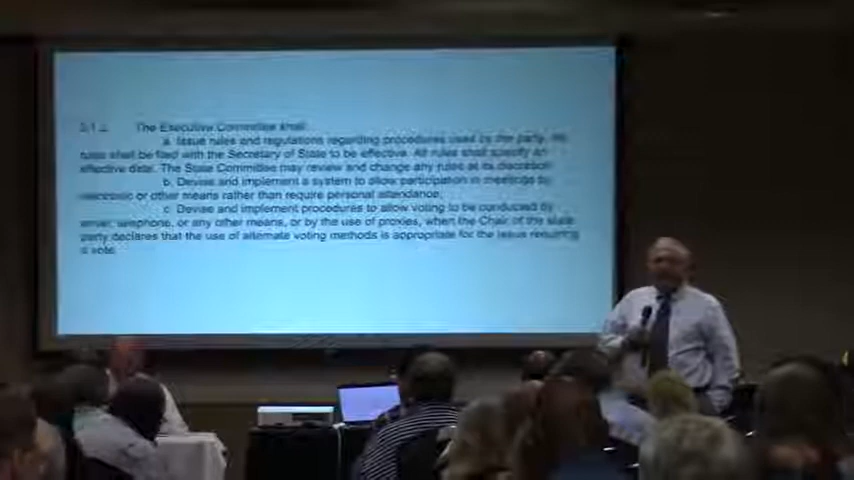 The Executive Committee shall
a. Issue rules and regulations regarding procedures used by the party. All
rules shall be filed with the Secretary of State to be effective. All rules shall specify an
effective date. The State Committee may review and change any rules at its discretion.
b. Devise and implement a system to allow participation in meetings by
electronic or other means rather than require personal attendance;
c. Devise and implement procedures to allow voting to be conducted by
email, telephone, or any other means, or by the use of proxies, when the Chair of the state
party declares that the use of alternate voting methods is appropriate for the issue requiring
a vote.